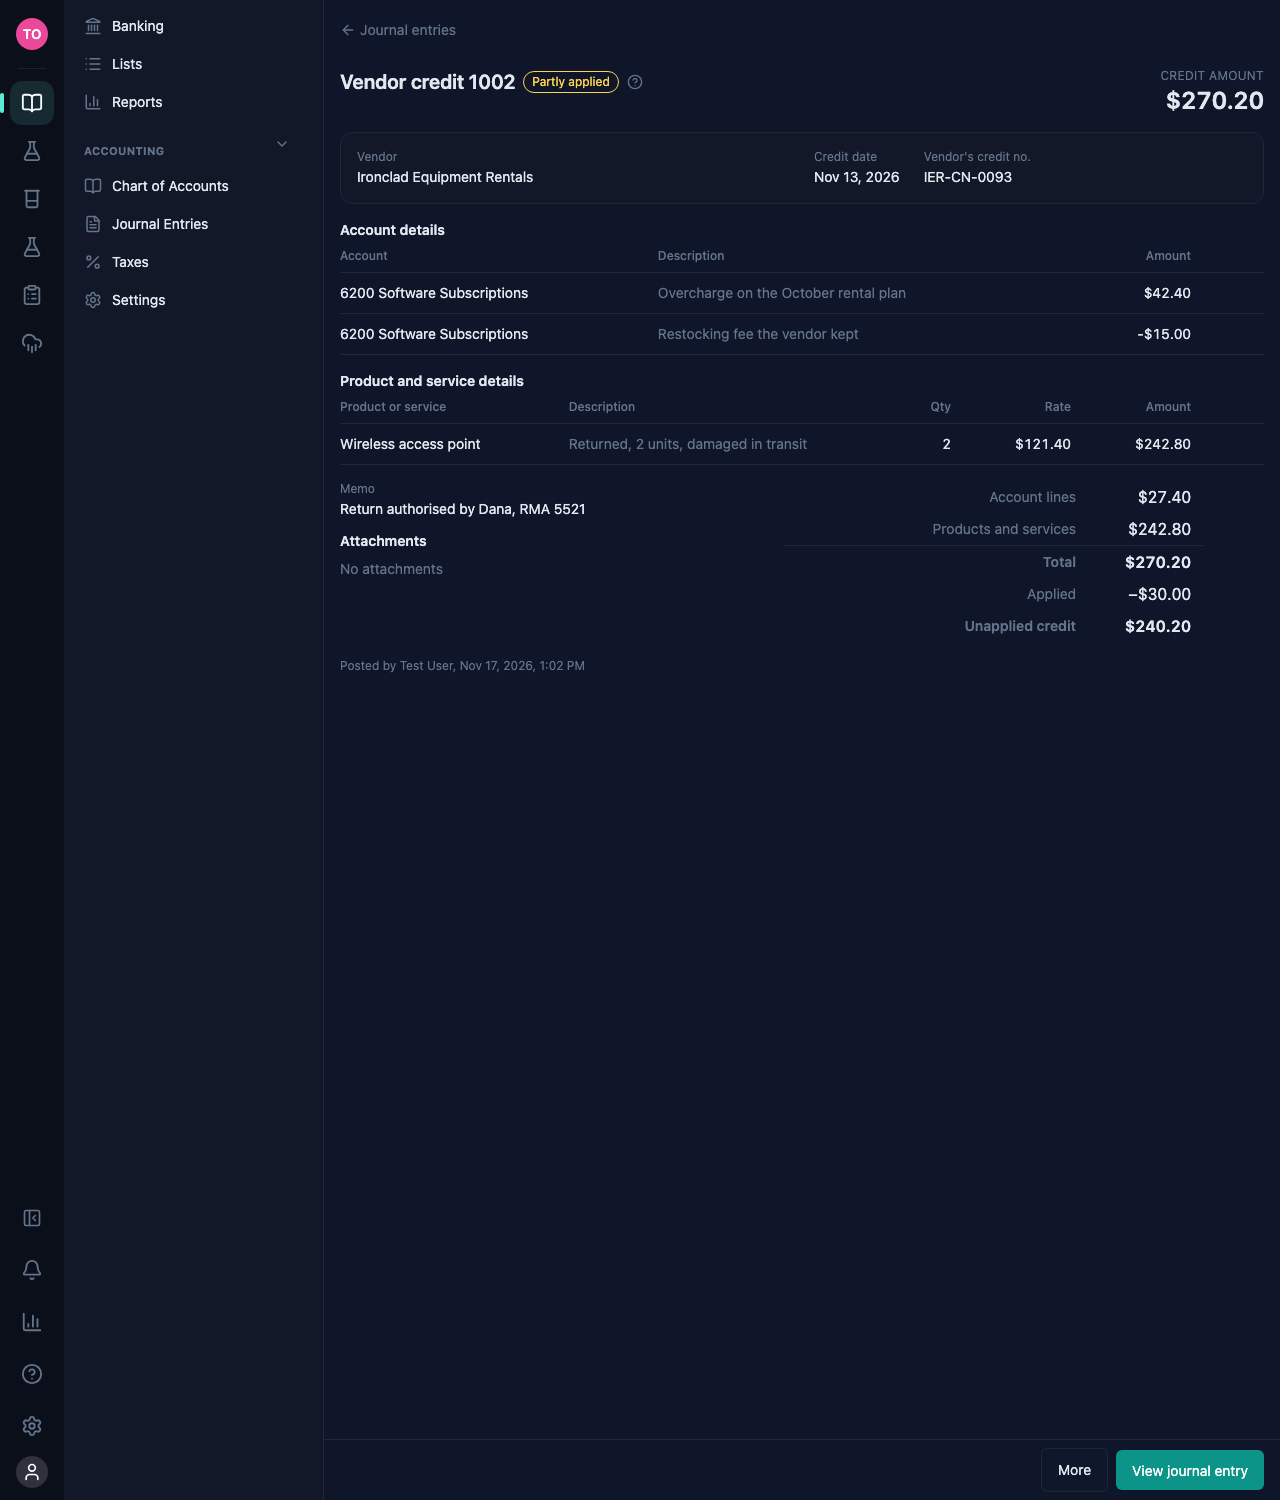 TO
Banking
Lists
Reports
ACCOUNTING
Chart of Accounts
Journal Entries
Taxes
Settings
Journal entries
Vendor credit 1002
Partly applied
CREDIT AMOUNT
$270.20
Vendor
Ironclad Equipment Rentals
Credit date
Nov 13, 2026
Vendor's credit no.
IER-CN-0093
Account details
Account Description Amount
6200 Software Subscriptions Overcharge on the October rental plan $42.40
6200 Software Subscriptions Restocking fee the vendor kept -$15.00
Product and service details
Product or service Description Qty Rate Amount
Wireless access point Returned, 2 units, damaged in transit 2 $121.40 $242.80
Memo
Return authorised by Dana, RMA 5521
Attachments
No attachments
Account lines $27.40
Products and services $242.80
Total $270.20
Applied –$30.00
Unapplied credit $240.20
Posted by Test User, Nov 17, 2026, 1:02 PM
More
View journal entry